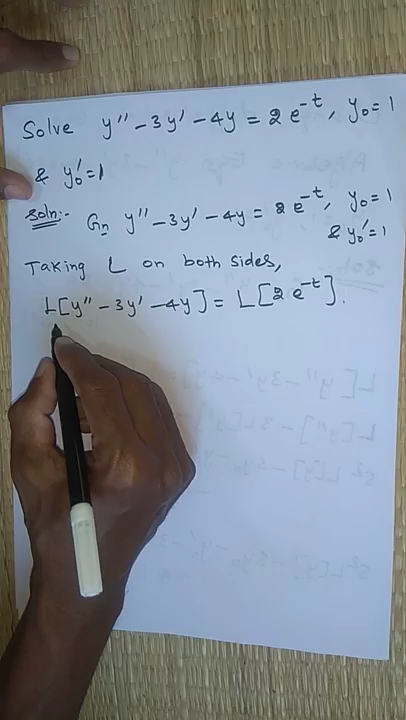 Solve y'' - 3y' - 4y = 2e^-t, y₀ = 1
& y₀' = 1
Soln:- Gn y'' - 3y' - 4y = 2e^-t, y₀ = 1
& y₀' = 1
Taking L on both sides,
L[y'' - 3y' - 4y] = L[2e^-t].